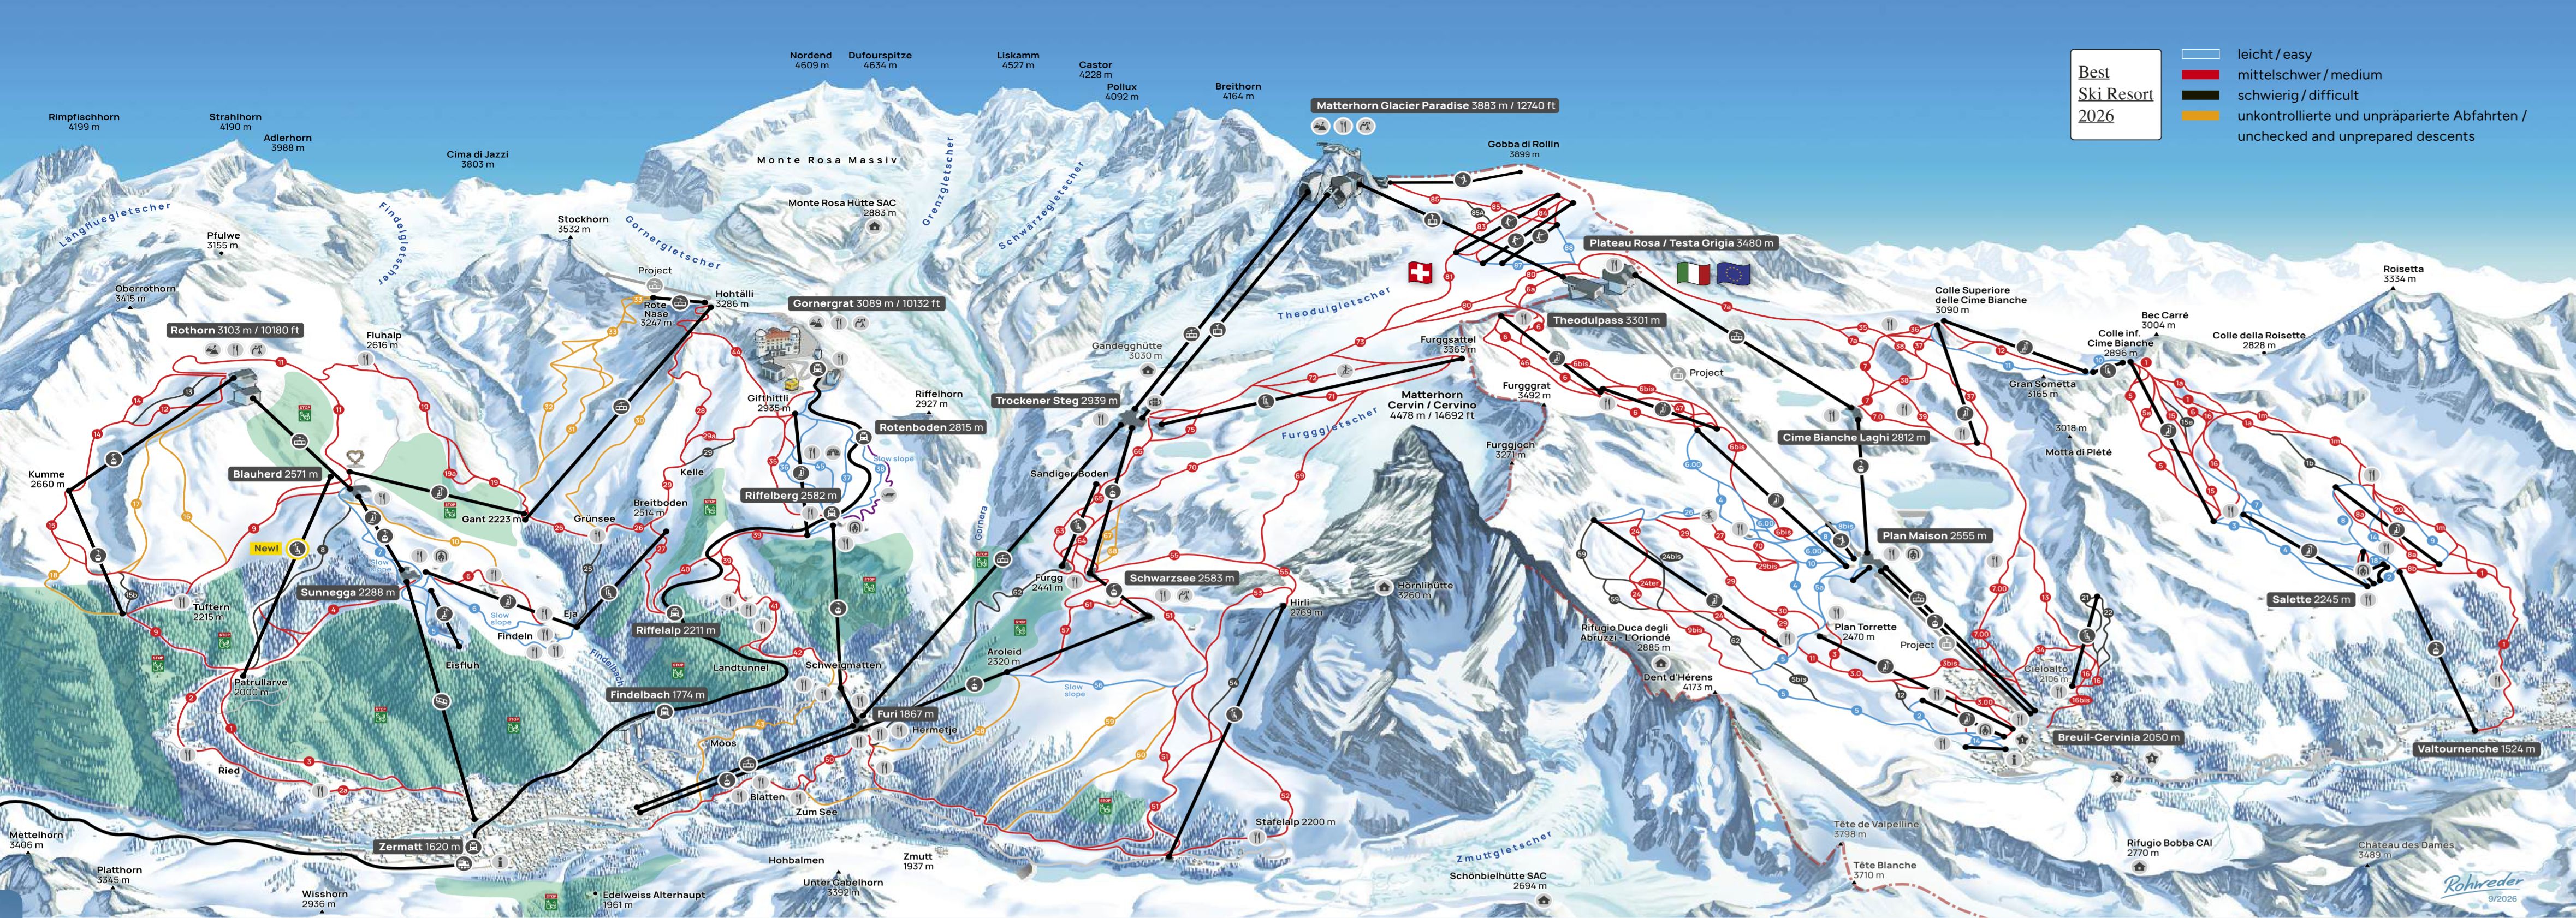 Best
Ski Resort
2026
leicht / easy
mittelschwer / medium
schwierig / difficult
unkontrollierte und unpräparierte Abfahrten /
unchecked and unprepared descents
Nordend
4609 m
Dufourspitze
4634 m
Liskamm
4527 m
Castor
4228 m
Pollux
4092 m
Breithorn
4164 m
Rimpfischhorn
4199 m
Strahlhorn
4190 m
Adlerhorn
3988 m
Cima di Jazzi
3803 m
Monte Rosa Massiv
Matterhorn Glacier Paradise 3883 m / 12740 ft
Gobba di Rollin
3899 m
Längfluegletscher
Findelgletscher
Gornergletscher
Grenzgletscher
Schwärzegletscher
Monte Rosa Hütte SAC
2883 m
Stockhorn
3532 m
Pfulwe
3155 m
Oberrothorn
3415 m
Project
Rote
Nase
3247 m
Hohtälli
3286 m
Gornergrat 3089 m / 10132 ft
Rothorn 3103 m / 10180 ft
Fluhalp
2616 m
Plateau Rosa / Testa Grigia 3480 m
Theodulgletscher
Theodulpass 3301 m
Furggsattel
3365 m
Gandegghütte
3030 m
Colle Superiore
delle Cime Bianche
3090 m
Bec Carré
3004 m
Colle inf.
Cime Bianche
2896 m
Colle della Roisette
2828 m
Roisetta
3334 m
Gran Sometta
3165 m
3018 m
Motta di Plété
Project
Furggrat
3492 m
Matterhorn
Cervin / Cervino
4478 m / 14692 ft
Furgggletscher
Furggjoch
3271 m
Trockener Steg 2939 m
Gifthittli
2935 m
Riffelhorn
2927 m
Rotenboden 2815 m
Slow slope
Kelle
Riffelberg 2582 m
Breitboden
2514 m
Grünsee
Gant 2223 m
Blauherd 2571 m
Kumme
2660 m
New!
Slow
slope
Sunnegga 2288 m
Tuftern
2215 m
Slow
slope
Findeln
Eja
Eisfluh
Findelbach
Patrullarve
2000 m
Ried
Riffelalp 2211 m
Landtunnel
Findelbach 1774 m
Schweigmatten
Furi 1867 m
Hermetje
Moos
Blatten
Zum See
Gornera
Sandiger Boden
Furgg
2441 m
Schwarzsee 2583 m
Aroleid
2320 m
Slow
slope
Hirli
2769 m
Hörnlihütte
3260 m
Stafelalp 2200 m
Cime Bianche Laghi 2812 m
Plan Maison 2555 m
Rifugio Duca degli
Abruzzi - L'Oriondé
2885 m
Dent d'Hérens
4173 m
Plan Torrette
2470 m
Project
Cieloalto
2106 m
Breuil-Cervinia 2050 m
Salette 2245 m
Valtournenche 1524 m
Zermatt 1620 m
Mettelhorn
3406 m
Platthorn
3345 m
Wisshorn
2936 m
Edelweiss Alterhaupt
1961 m
Hohbalmen
Unter Gabelhorn
3392 m
Zmutt
1937 m
Zmuttgletscher
Schönbielhütte SAC
2694 m
Tête de Valpelline
3798 m
Tête Blanche
3710 m
Rifugio Bobba CAI
2770 m
Château des Dames
3489 m
Rohweder
9/2026